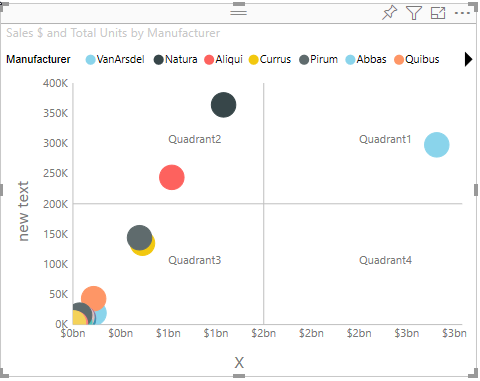 Sales $ and Total Units by Manufacturer
Manufacturer VanArsdel Natura Aliqui Currus Pirum Abbas Quibus
400K
350K
300K
250K
200K
150K
100K
50K
0K
new text
Quadrant2 Quadrant1
Quadrant3 Quadrant4
$0bn $0bn $1bn $1bn $2bn $2bn $2bn $3bn $3bn
X